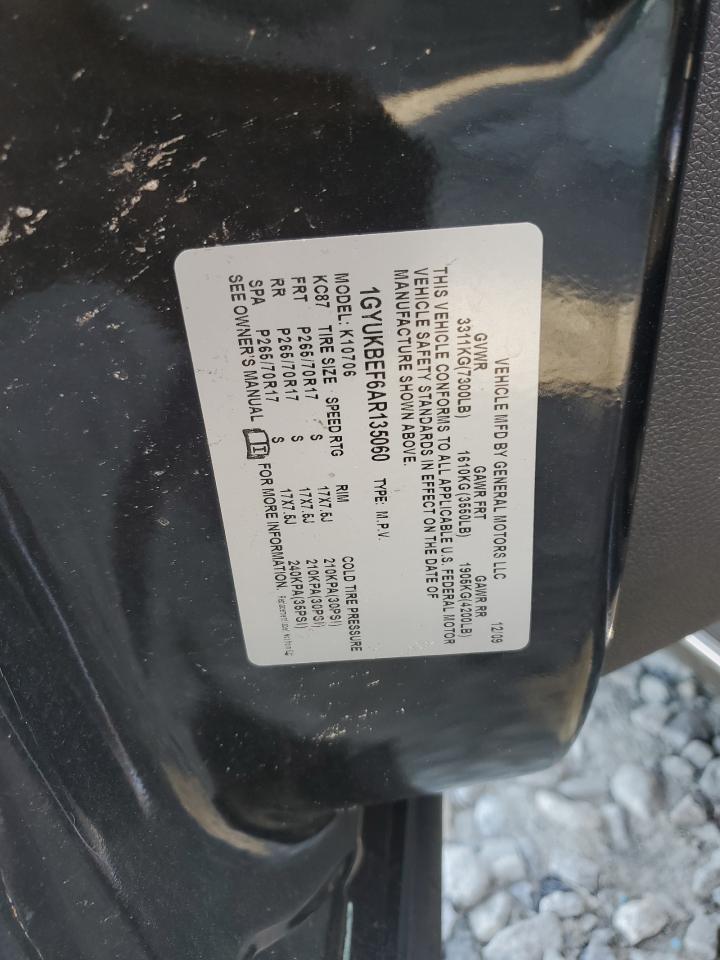 VEHICLE MFD BY GENERAL MOTORS LLC 12/09
GVWR GAWR FRT GAWR RR
3311KG(7300LB) 1610KG(3550LB) 1905KG(4200LB)
THIS VEHICLE CONFORMS TO ALL APPLICABLE U.S. FEDERAL MOTOR
VEHICLE SAFETY STANDARDS IN EFFECT ON THE DATE OF
MANUFACTURE SHOWN ABOVE.
1GYUKBEF6AR135060 TYPE: M.P.V.
MODEL: K10706
KC87 TIRE SIZE SPEED RTG RIM COLD TIRE PRESSURE
FRT P265/70R17 S 17X7.5J 210KPA(30PSI)
RR P265/70R17 S 17X7.5J 210KPA(30PSI)
SPA P265/70R17 S 17X7.5J 240KPA(35PSI)
SEE OWNER'S MANUAL FOR MORE INFORMATION.